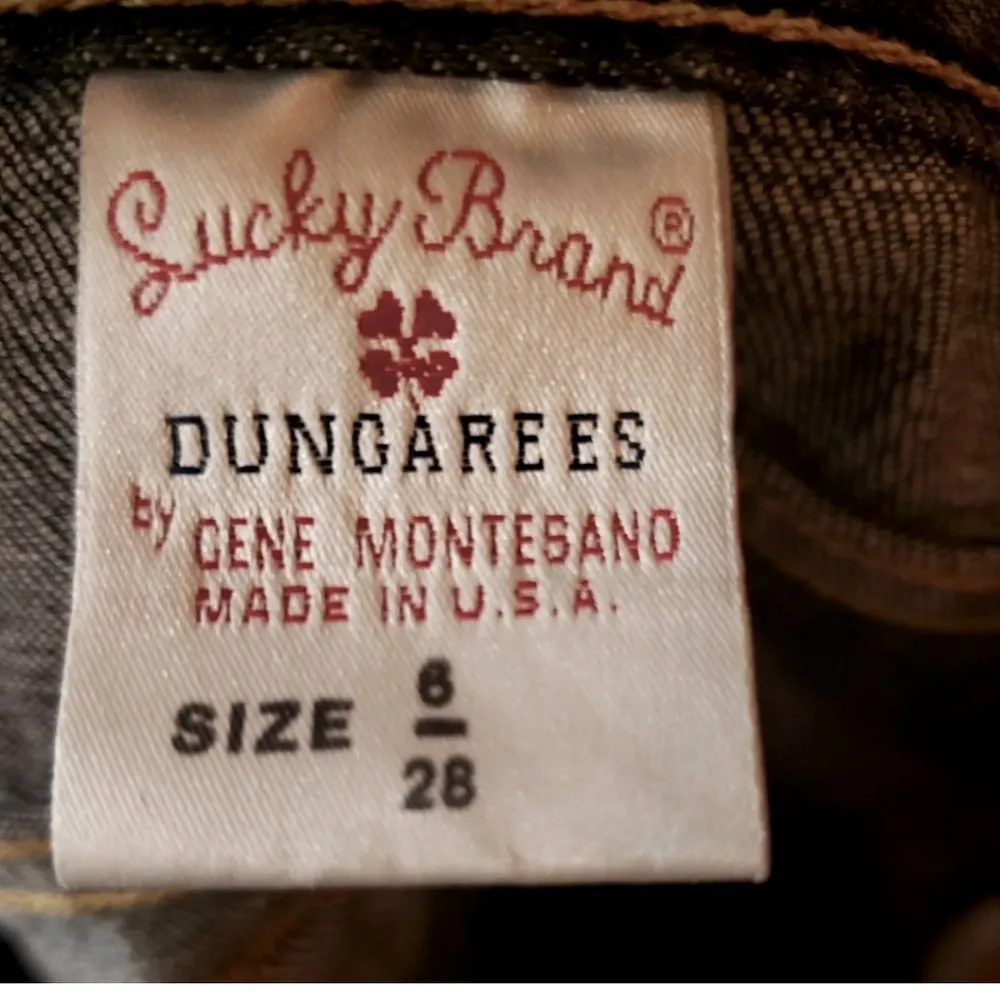 Lucky Brand®
DUNGAREES
by GENE MONTESANO
MADE IN U.S.A.
SIZE 6
28